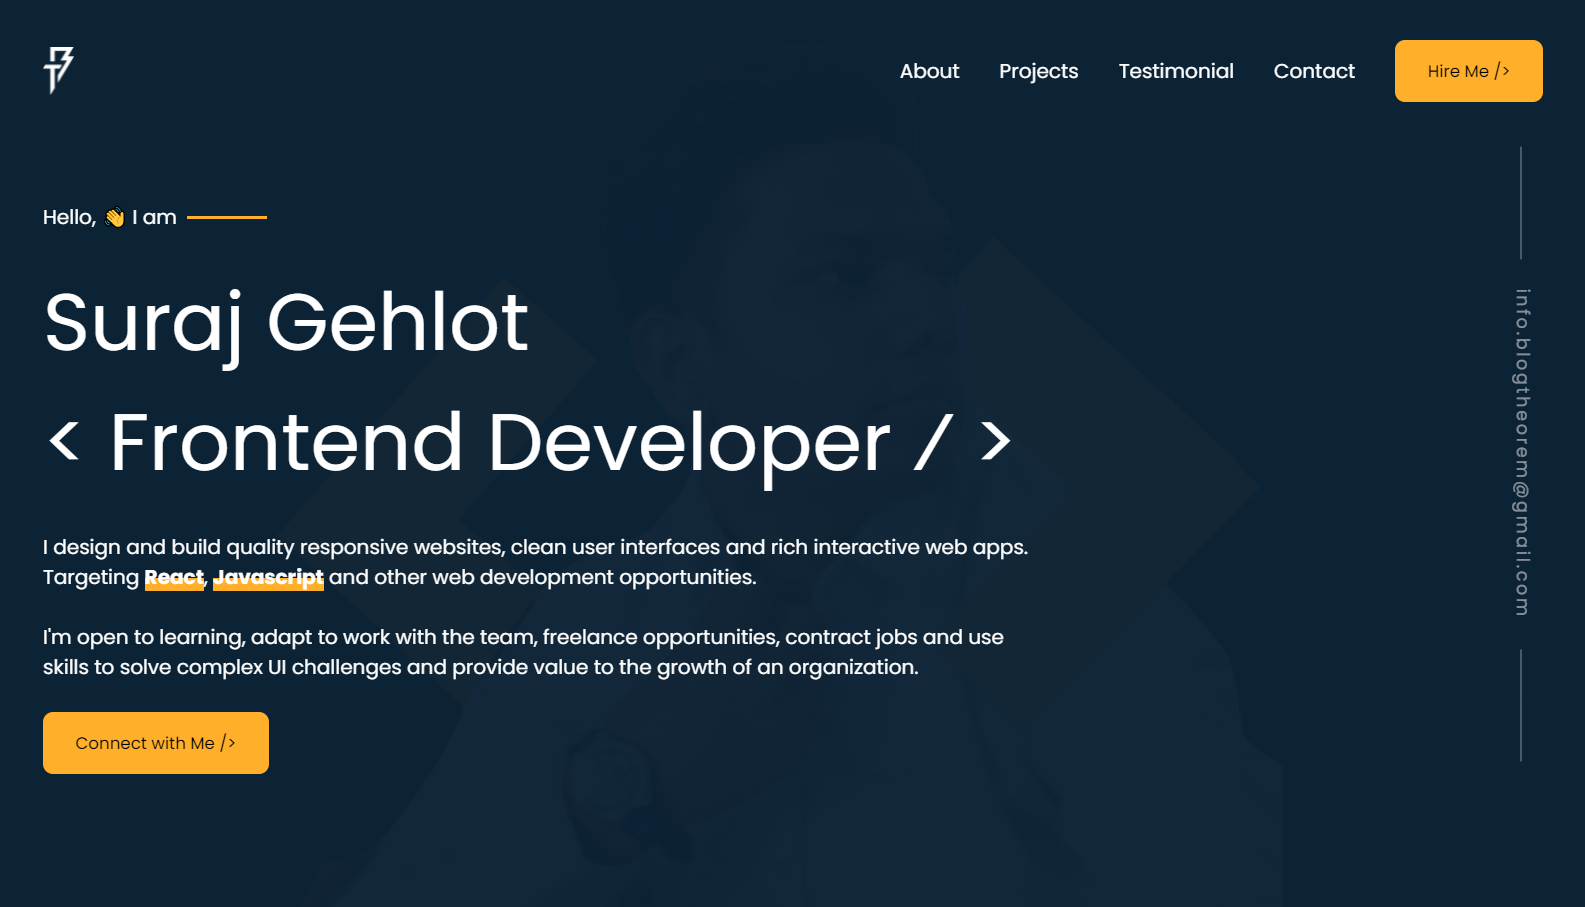 About Projects Testimonial Contact Hire Me />
Hello, 👋 I am
Suraj Gehlot
< Frontend Developer / >
I design and build quality responsive websites, clean user interfaces and rich interactive web apps.
Targeting React, Javascript and other web development opportunities.
I'm open to learning, adapt to work with the team, freelance opportunities, contract jobs and use
skills to solve complex UI challenges and provide value to the growth of an organization.
Connect with Me />
info.blogtheorem@gmail.com